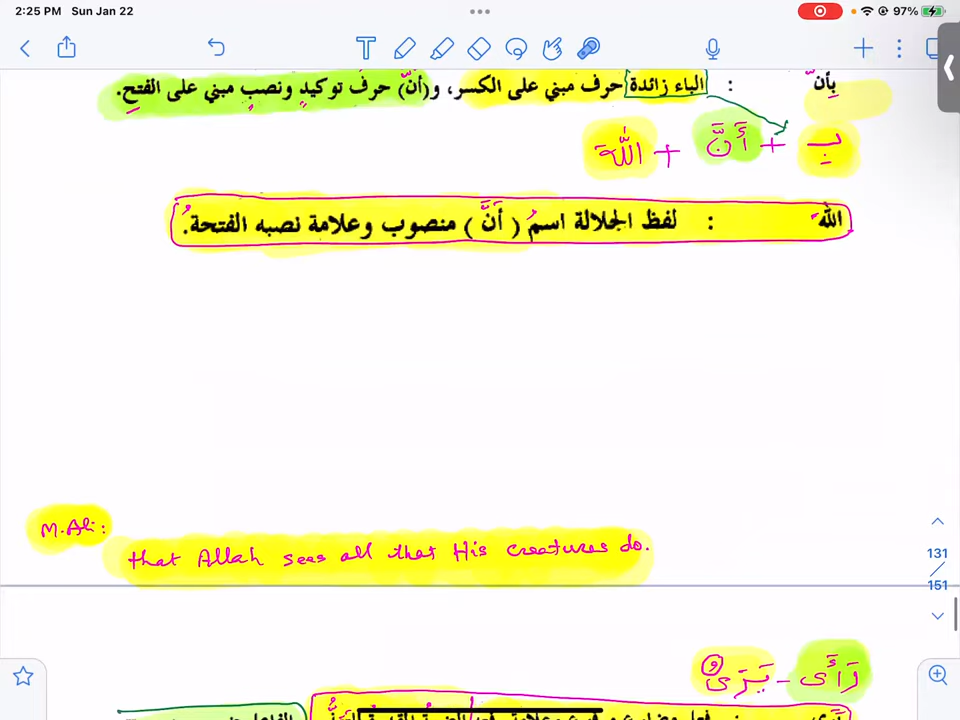 2:25 PM Sun Jan 22
97%
بِأنّ : الباء زائدة حرف مبني على الكسر، و(أنّ) حرف توكيد ونصب مبني على الفتح.
بِ + أَنَّ + اللّٰهَ
اللهَ : لفظ الجلالة اسمُ ( أَنَّ ) منصوب وعلامة نصبه الفتحةُ.
M. Ali:
that Allah sees all that His creatures do.
131
151
رَأَى - يَرَى